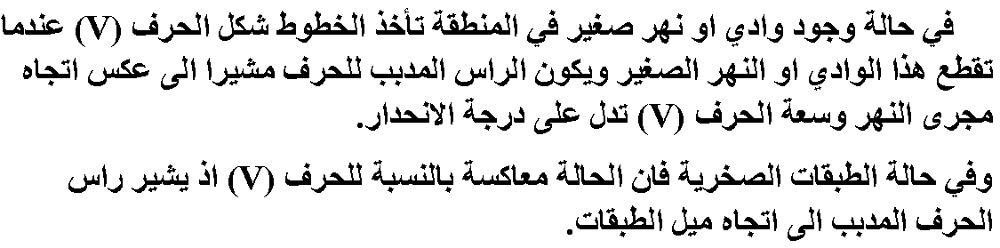 في حالة وجود وادي او نهر صغير في المنطقة تأخذ الخطوط شكل الحرف (V) عندما
تقطع هذا الوادي او النهر الصغير ويكون الراس المدبب للحرف مشيرا الى عكس اتجاه
مجرى النهر وسعة الحرف (V) تدل على درجة الانحدار.
وفي حالة الطبقات الصخرية فان الحالة معاكسة بالنسبة للحرف (V) اذ يشير راس
الحرف المدبب الى اتجاه ميل الطبقات.